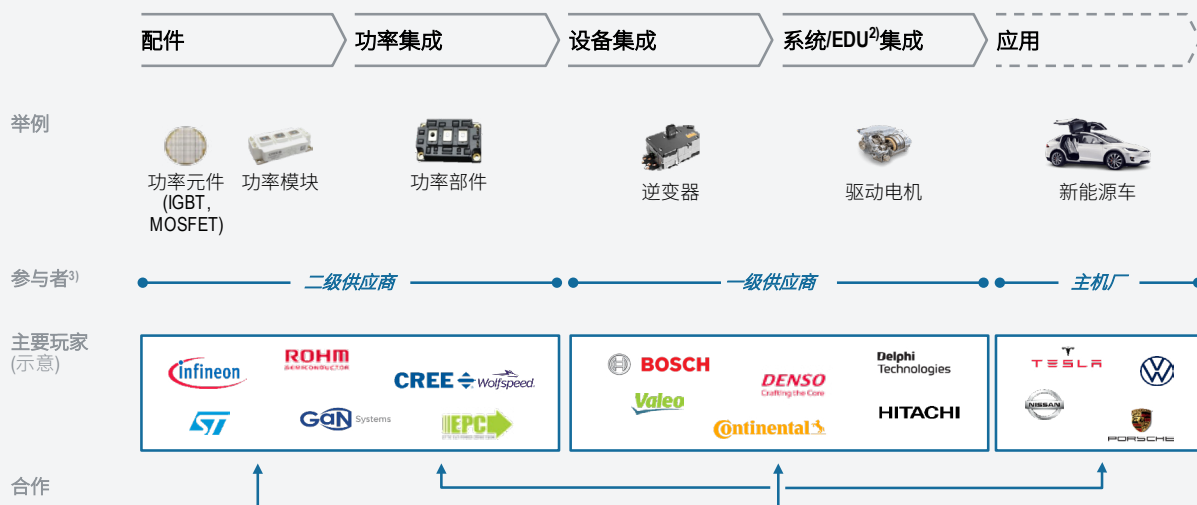 配件
功率集成
设备集成
系统/EDU2)集成
应用
举例
功率元件
(IGBT,
MOSFET)
功率模块
功率部件
逆变器
驱动电机
新能源车
参与者3)
二级供应商
一级供应商
主机厂
主要玩家
(示意)
infineon
ROHM
SEMICONDUCTOR
CREE
Wolfspeed.
ST
GaN Systems
EPC
BOSCH
Valeo
DENSO
Crafting the Core
Continental
Delphi
Technologies
HITACHI
TESLA
NISSAN
PORSCHE
合作